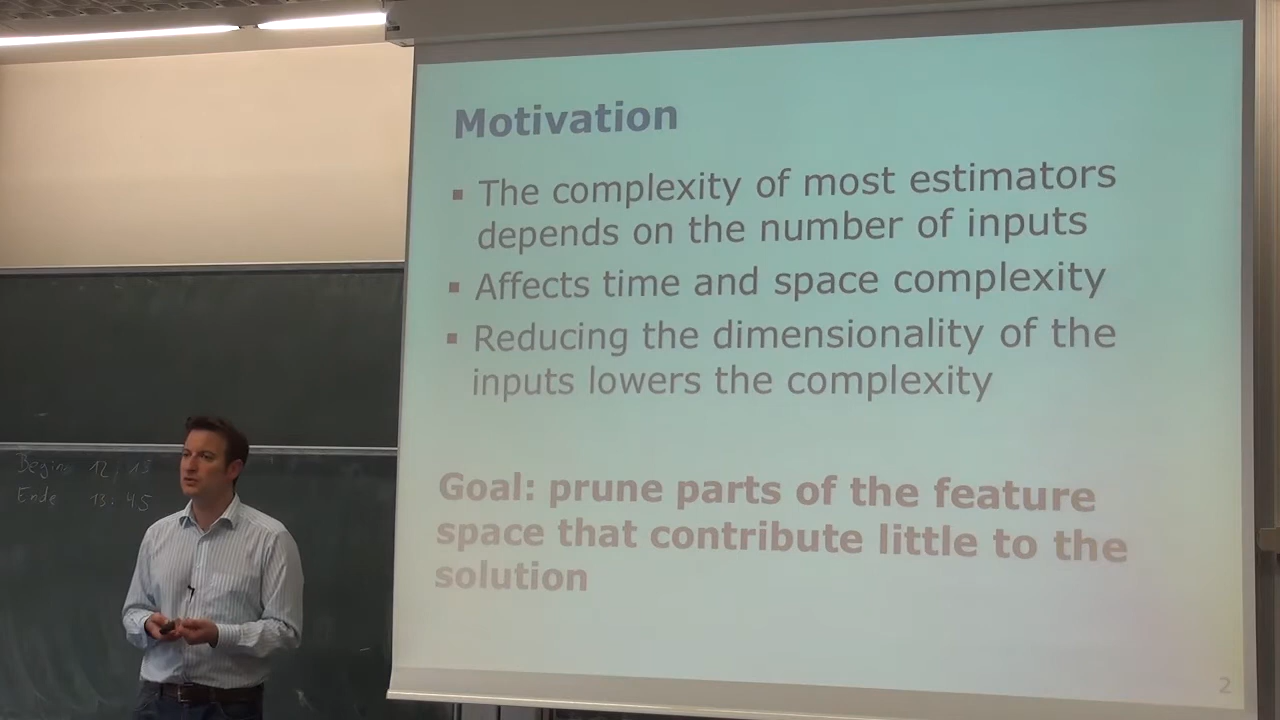 Motivation
▪ The complexity of most estimators
depends on the number of inputs
▪ Affects time and space complexity
▪ Reducing the dimensionality of the
inputs lowers the complexity
Goal: prune parts of the feature
space that contribute little to the
solution
2
Begin 12.15
Ende 13.45